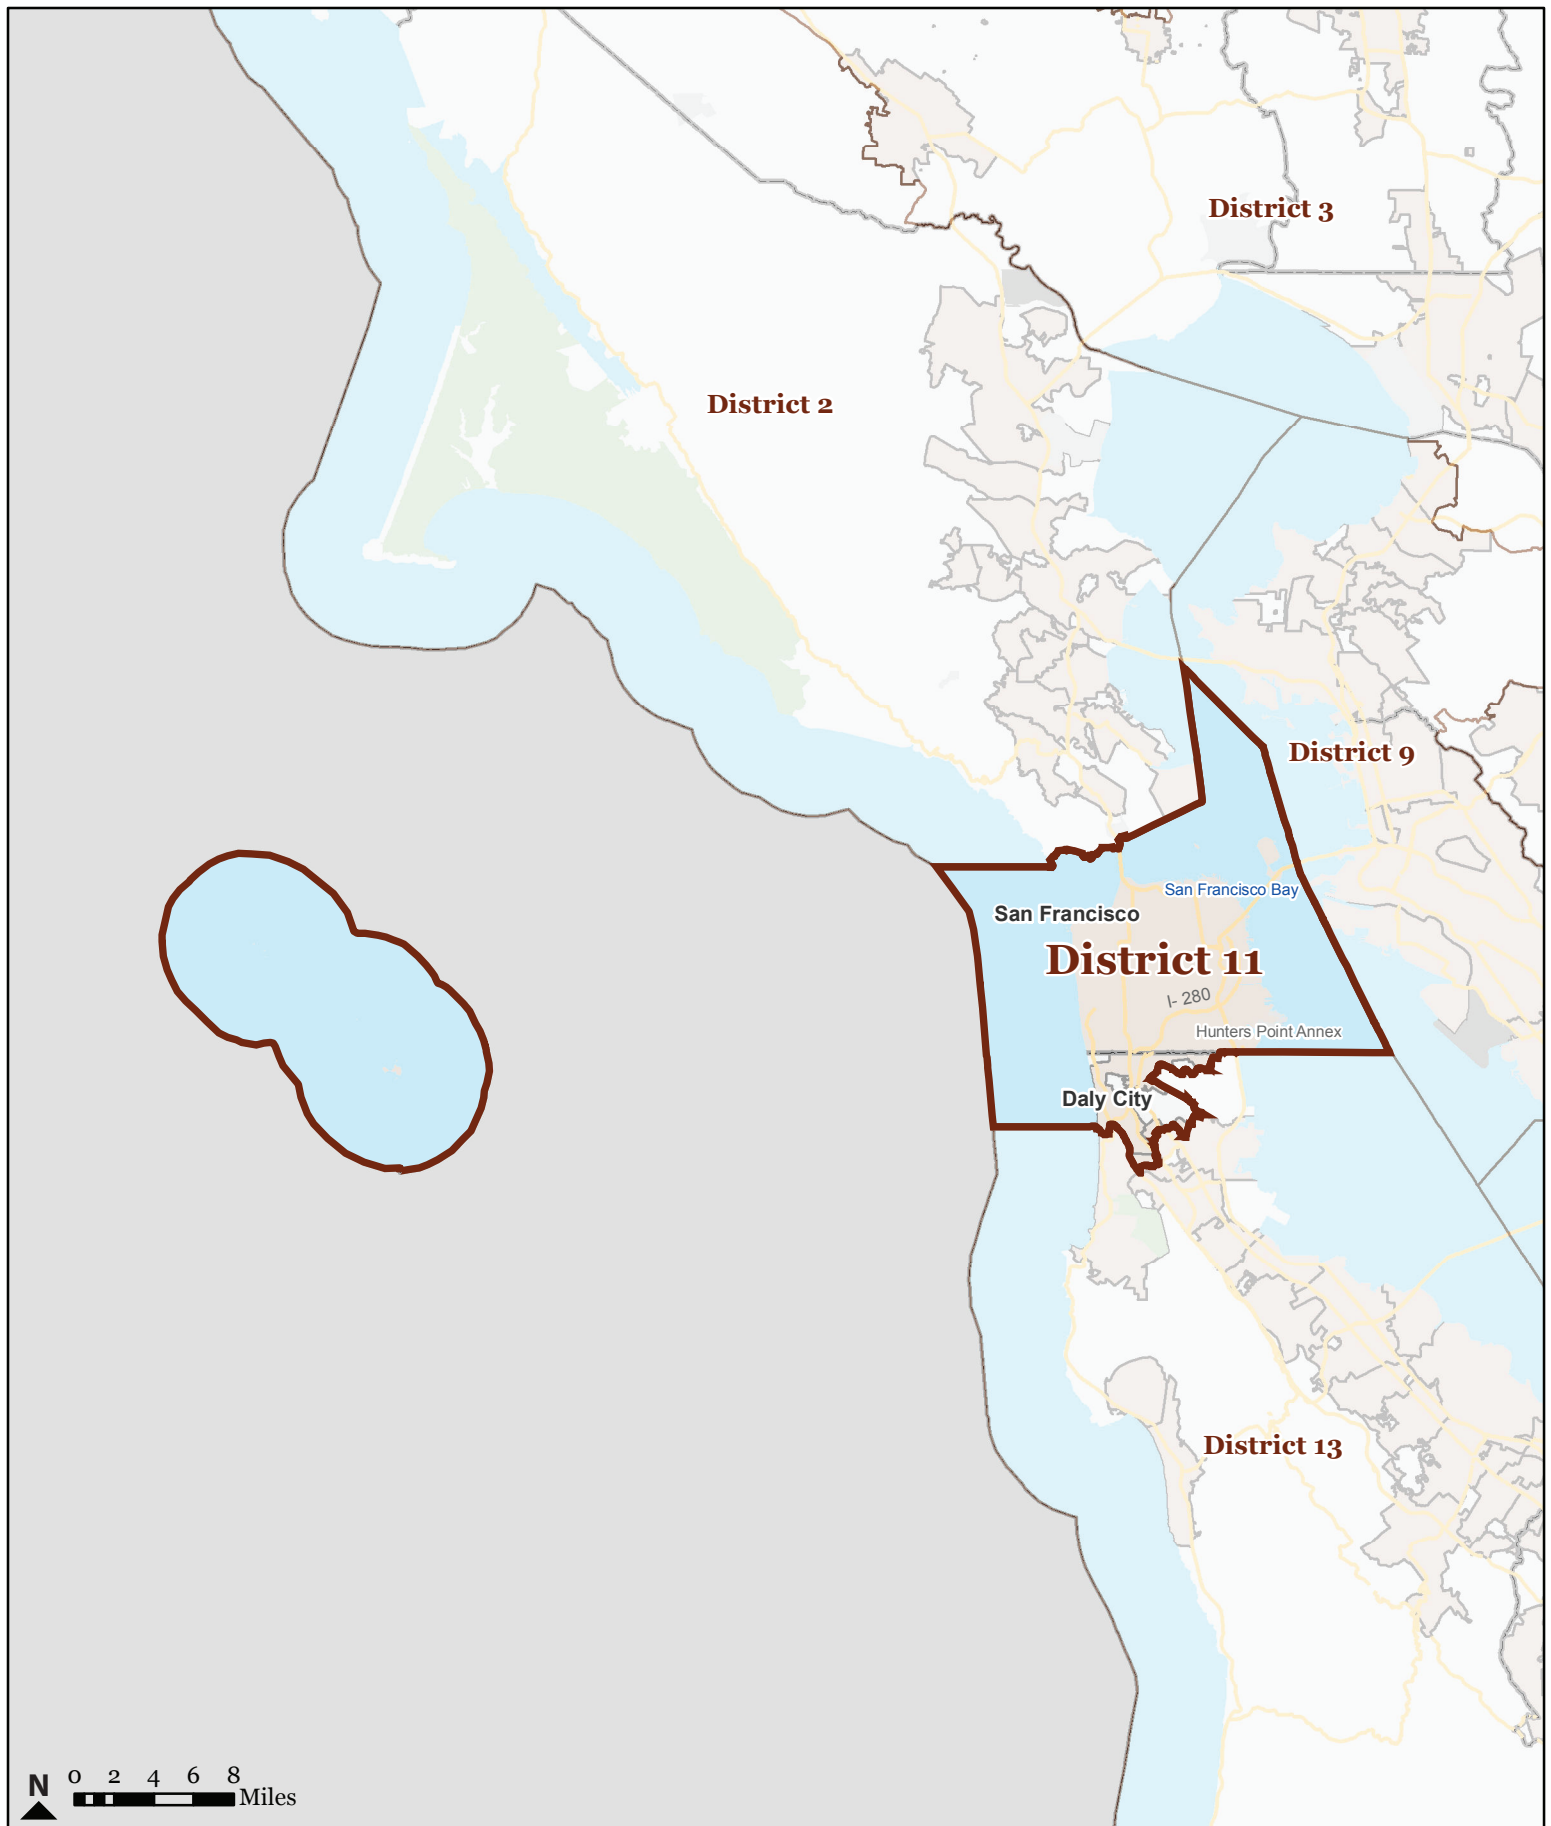 District 3
District 2
District 9
San Francisco Bay
San Francisco
District 11
I- 280
Hunters Point Annex
Daly City
District 13
N
0 2 4 6 8
Miles